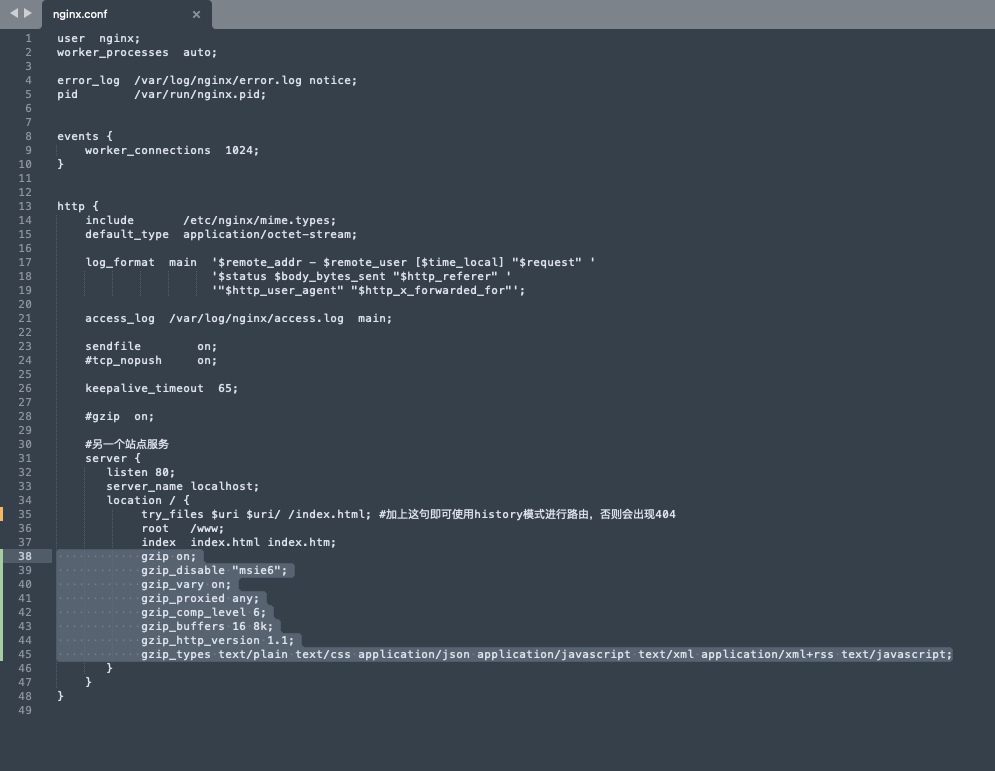 nginx.conf
1 user  nginx;
2 worker_processes  auto;
3
4 error_log  /var/log/nginx/error.log notice;
5 pid        /var/run/nginx.pid;
6
7
8 events {
9     worker_connections  1024;
10 }
11
12
13 http {
14     include       /etc/nginx/mime.types;
15     default_type  application/octet-stream;
16
17     log_format  main  '$remote_addr - $remote_user [$time_local] "$request" '
18                       '$status $body_bytes_sent "$http_referer" '
19                       '"$http_user_agent" "$http_x_forwarded_for"';
20
21     access_log  /var/log/nginx/access.log  main;
22
23     sendfile        on;
24     #tcp_nopush     on;
25
26     keepalive_timeout  65;
27
28     #gzip  on;
29
30     #另一个站点服务
31     server {
32        listen 80;
33        server_name localhost;
34        location / {
35             try_files $uri $uri/ /index.html; #加上这句即可使用history模式进行路由，否则会出现404
36             root   /www;
37             index  index.html index.htm;
38             gzip on;
39             gzip_disable "msie6";
40             gzip_vary on;
41             gzip_proxied any;
42             gzip_comp_level 6;
43             gzip_buffers 16 8k;
44             gzip_http_version 1.1;
45             gzip_types text/plain text/css application/json application/javascript text/xml application/xml+rss text/javascript;
46        }
47     }
48 }
49